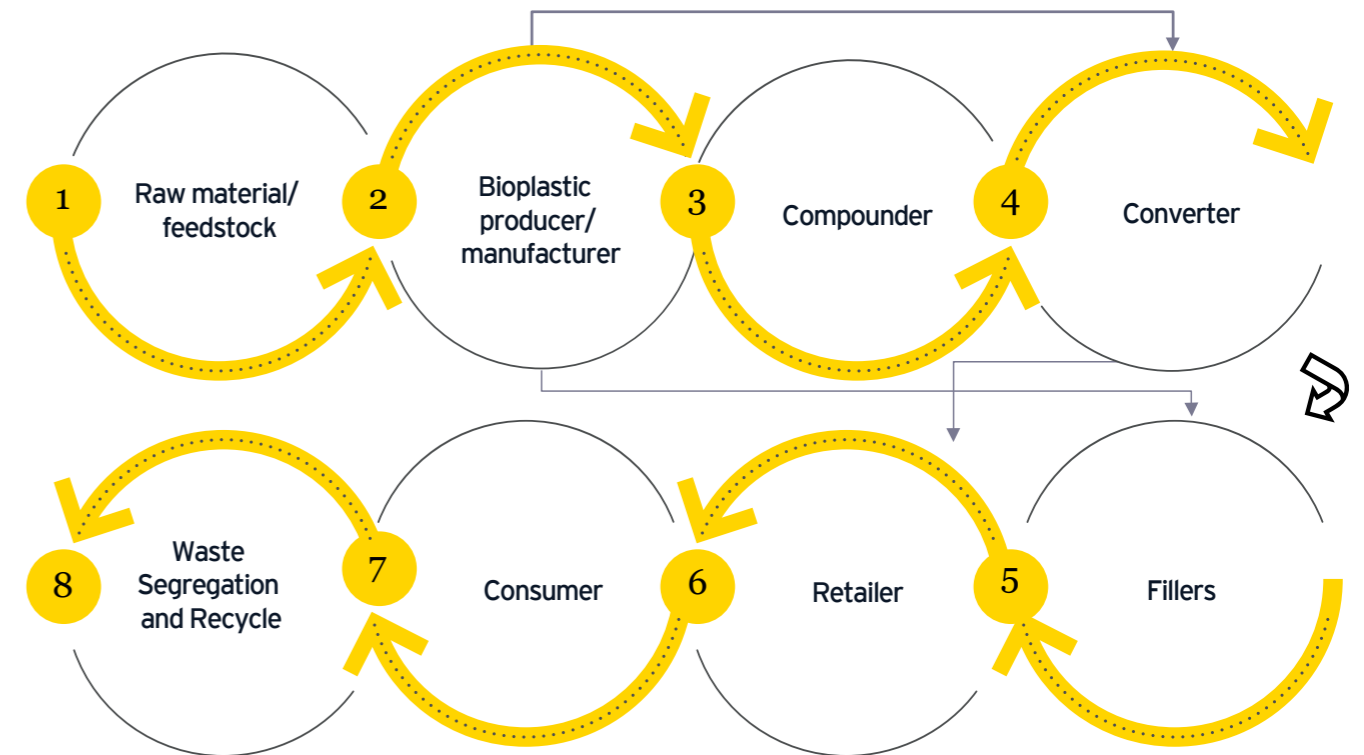 1
Raw material/
feedstock
2
Bioplastic
producer/
manufacturer
3
Compounder
4
Converter
8
Waste
Segregation
and Recycle
7
Consumer
6
Retailer
5
Fillers